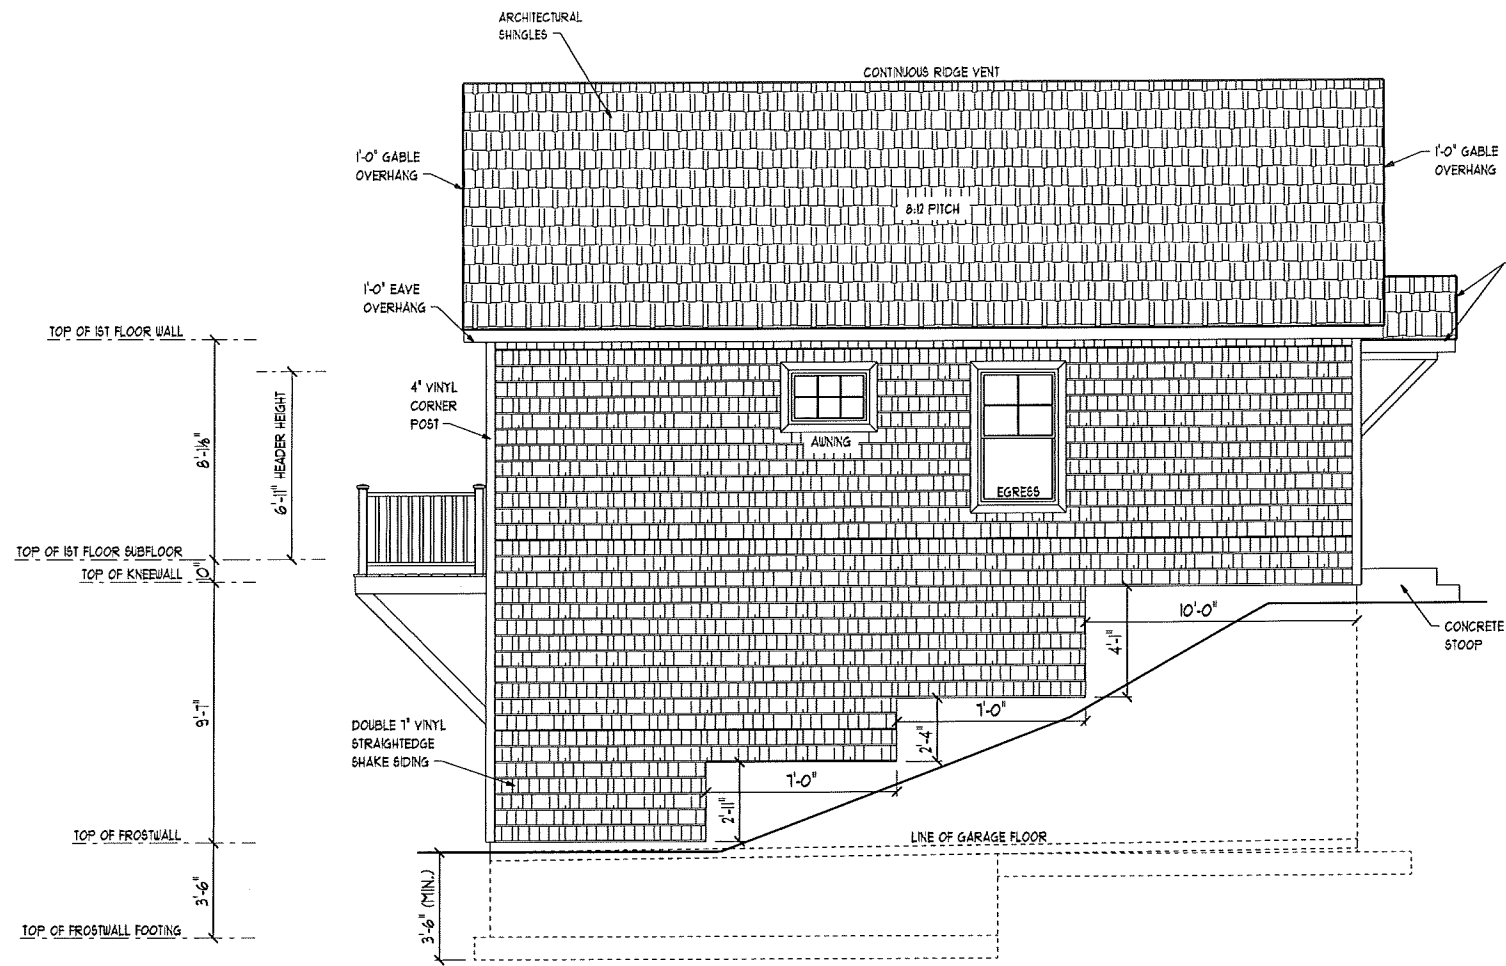 ARCHITECTURAL
SHINGLES
CONTINUOUS RIDGE VENT
1'-0" GABLE
OVERHANG
1'-0" GABLE
OVERHANG
8:12 PITCH
1'-0" EAVE
OVERHANG
TOP OF 1ST FLOOR WALL
4" VINYL
CORNER
POST
8'-1 1/8"
6'-11" HEADER HEIGHT
AWNING
EGRESS
TOP OF 1ST FLOOR SUBFLOOR
10"
TOP OF KNEEWALL
10'-0"
4'-1"
CONCRETE
STOOP
9'-7"
7'-0"
2'-4"
DOUBLE 7" VINYL
STRAIGHTEDGE
SHAKE SIDING
7'-0"
2'-11"
TOP OF FROSTWALL
LINE OF GARAGE FLOOR
3'-6"
3'-6" (MIN.)
TOP OF FROSTWALL FOOTING